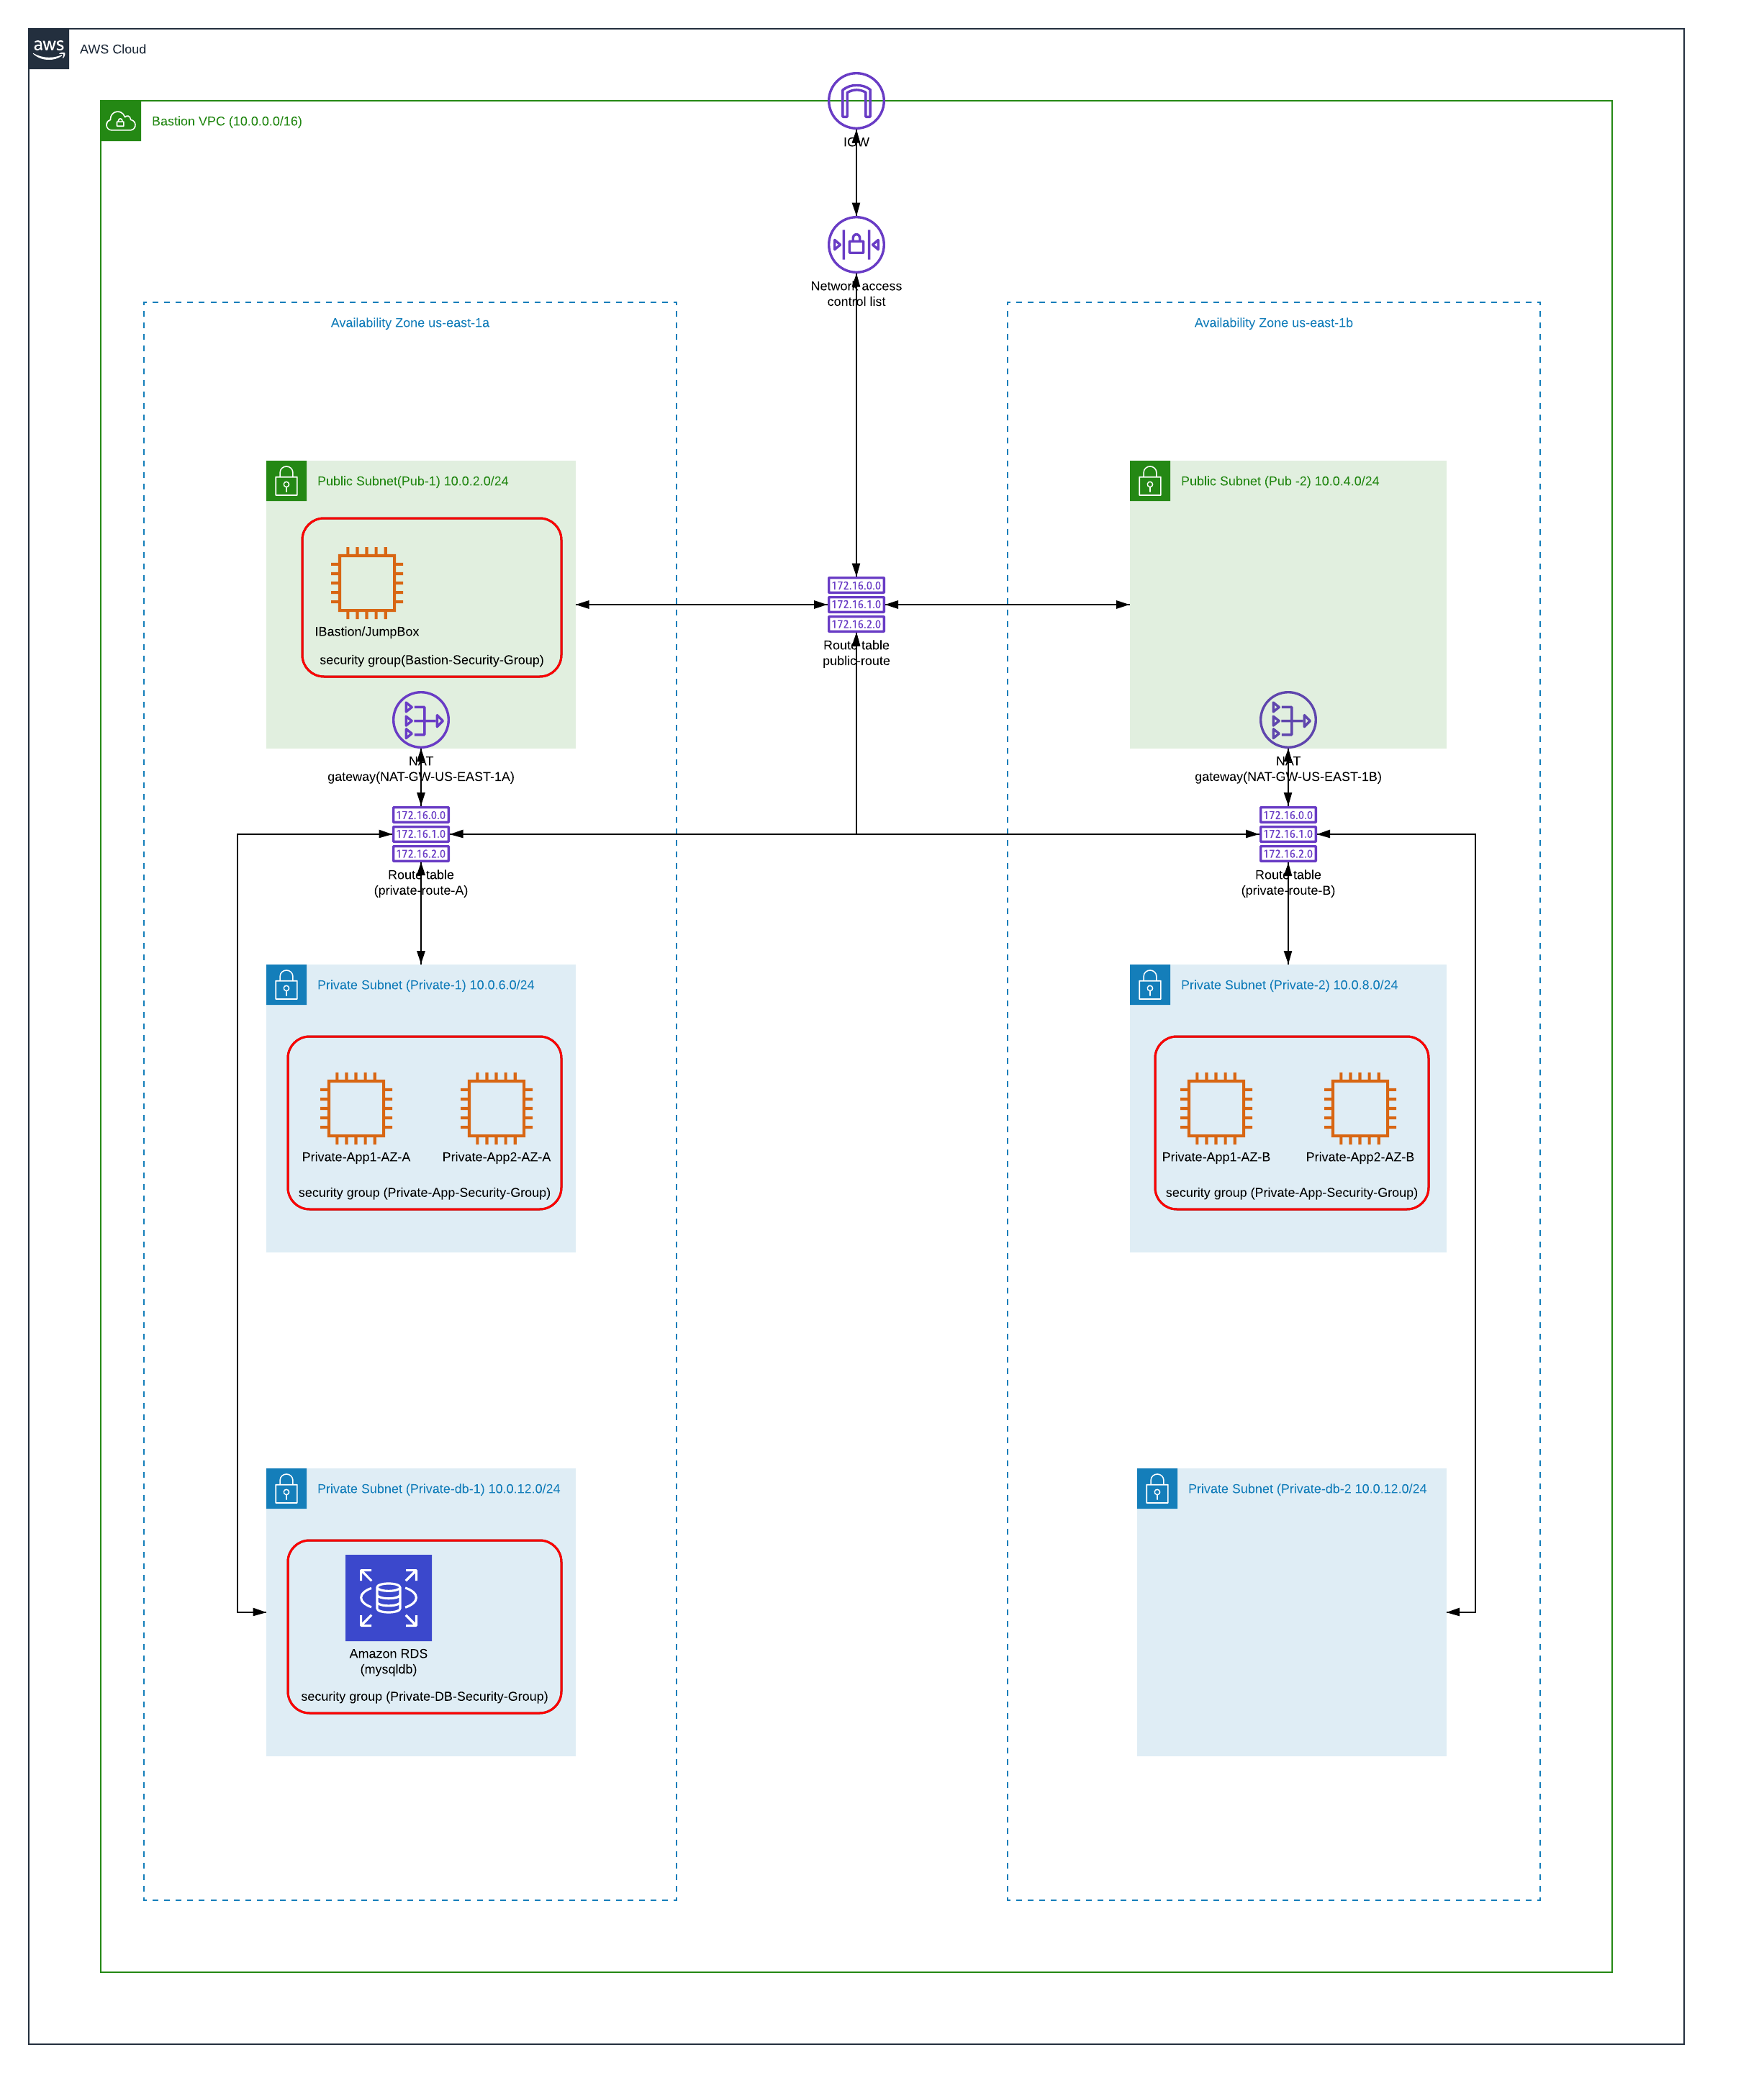 aws
AWS Cloud
Bastion VPC (10.0.0.0/16)
IGW
Network access
control list
Availability Zone us-east-1a
Availability Zone us-east-1b
Public Subnet(Pub-1) 10.0.2.0/24
Public Subnet (Pub -2) 10.0.4.0/24
IBastion/JumpBox
security group(Bastion-Security-Group)
172.16.0.0
172.16.1.0
172.16.2.0
Route table
public-route
NAT
gateway(NAT-GW-US-EAST-1A)
NAT
gateway(NAT-GW-US-EAST-1B)
172.16.0.0
172.16.1.0
172.16.2.0
Route table
(private-route-A)
172.16.0.0
172.16.1.0
172.16.2.0
Route table
(private-route-B)
Private Subnet (Private-1) 10.0.6.0/24
Private-App1-AZ-A
Private-App2-AZ-A
security group (Private-App-Security-Group)
Private Subnet (Private-2) 10.0.8.0/24
Private-App1-AZ-B
Private-App2-AZ-B
security group (Private-App-Security-Group)
Private Subnet (Private-db-1) 10.0.12.0/24
Amazon RDS
(mysqldb)
security group (Private-DB-Security-Group)
Private Subnet (Private-db-2 10.0.12.0/24